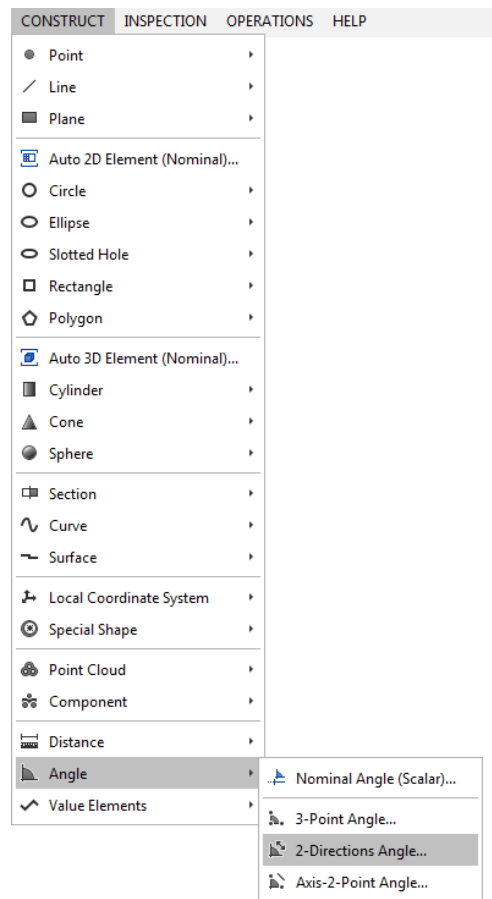 CONSTRUCT INSPECTION OPERATIONS HELP
Point
Line
Plane
Auto 2D Element (Nominal)...
Circle
Ellipse
Slotted Hole
Rectangle
Polygon
Auto 3D Element (Nominal)...
Cylinder
Cone
Sphere
Section
Curve
Surface
Local Coordinate System
Special Shape
Point Cloud
Component
Distance
Angle
Value Elements
Nominal Angle (Scalar)...
3-Point Angle...
2-Directions Angle...
Axis-2-Point Angle...